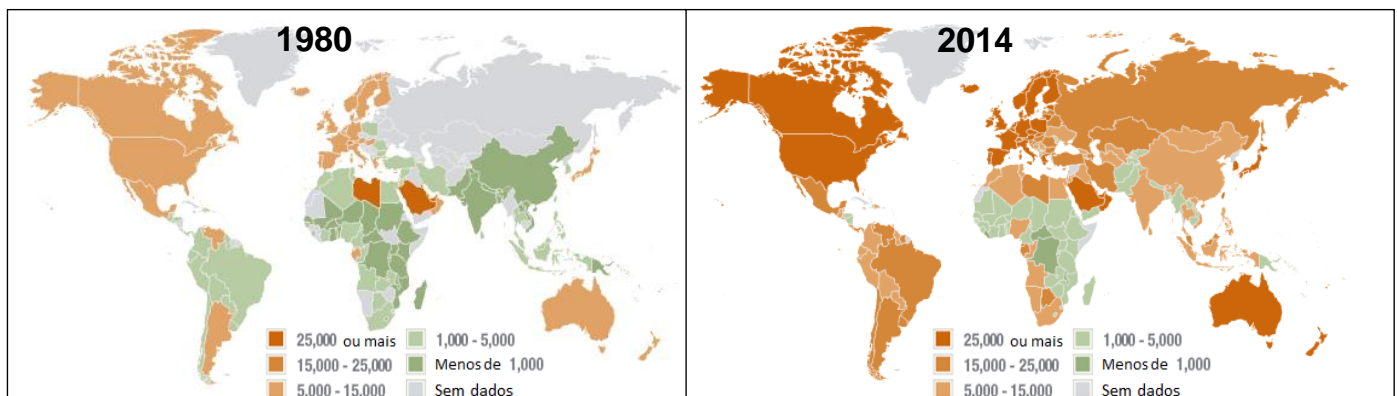 1980
25,000 ou mais
15,000 - 25,000
5,000 - 15,000
1,000 - 5,000
Menos de 1,000
Sem dados
2014
25,000 ou mais
15,000 - 25,000
5,000 - 15,000
1,000 - 5,000
Menos de 1,000
Sem dados